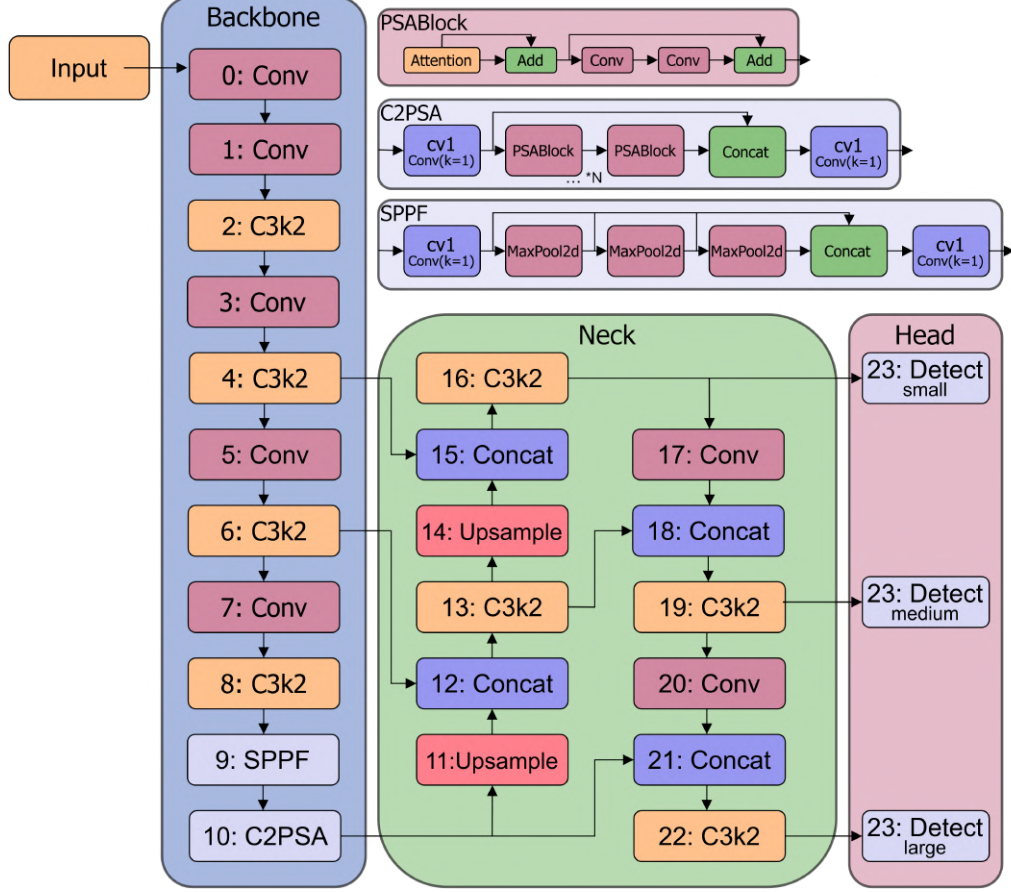 Backbone
Input
0: Conv
1: Conv
2: C3k2
3: Conv
4: C3k2
5: Conv
6: C3k2
7: Conv
8: C3k2
9: SPPF
10: C2PSA
PSABlock
Attention
Add
Conv
Conv
Add
C2PSA
cv1
Conv(k=1)
PSABlock
PSABlock
... *N
Concat
cv1
Conv(k=1)
SPPF
cv1
Conv(k=1)
MaxPool2d
MaxPool2d
MaxPool2d
Concat
cv1
Conv(k=1)
Neck
16: C3k2
15: Concat
14: Upsample
13: C3k2
12: Concat
11:Upsample
17: Conv
18: Concat
19: C3k2
20: Conv
21: Concat
22: C3k2
Head
23: Detect
small
23: Detect
medium
23: Detect
large